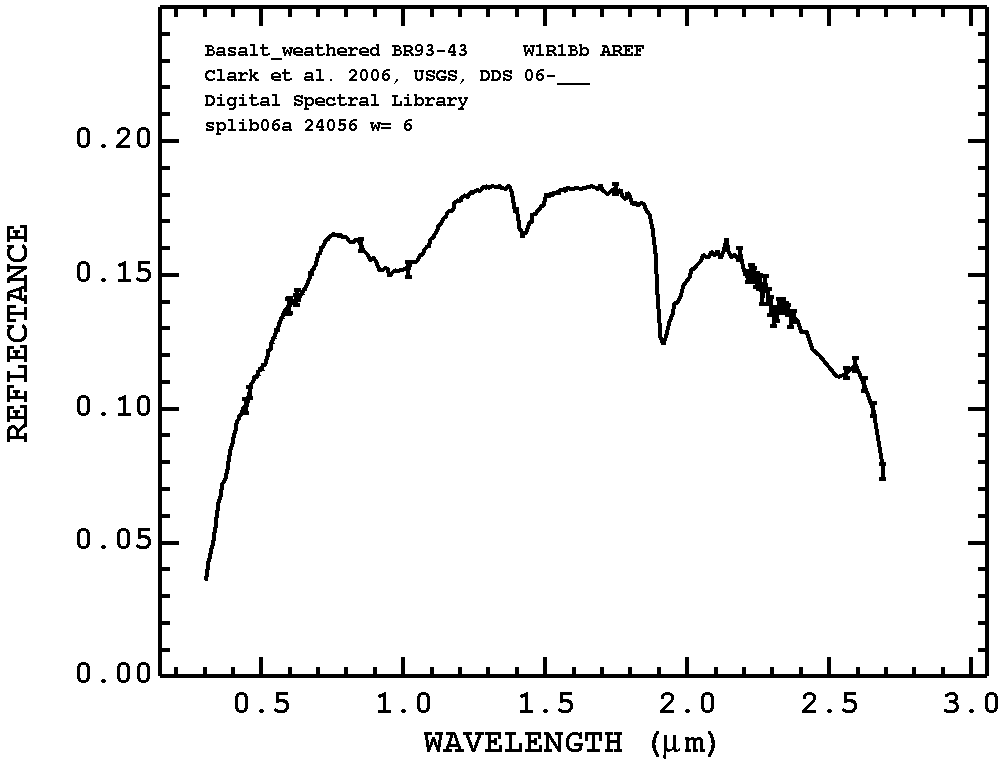 Basalt_weathered BR93-43 W1R1Bb AREF
Clark et al. 2006, USGS, DDS 06-___
Digital Spectral Library
splib06a 24056 w= 6
0.20
0.15
0.10
0.05
0.00
REFLECTANCE
0.5 1.0 1.5 2.0 2.5 3.0
WAVELENGTH (μm)